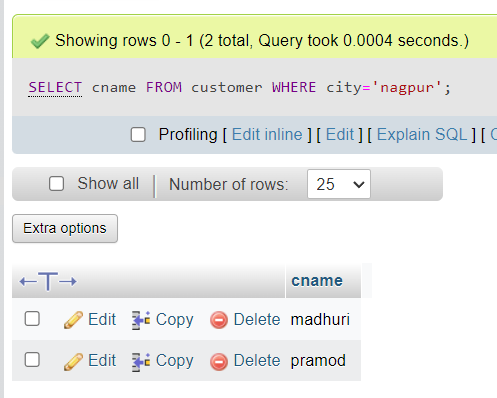 Showing rows 0 - 1 (2 total, Query took 0.0004 seconds.)
SELECT cname FROM customer WHERE city='nagpur';
Profiling [ Edit inline ] [ Edit ] [ Explain SQL ] [
Show all | Number of rows: 25
Extra options
←T→ cname
Edit Copy Delete madhuri
Edit Copy Delete pramod